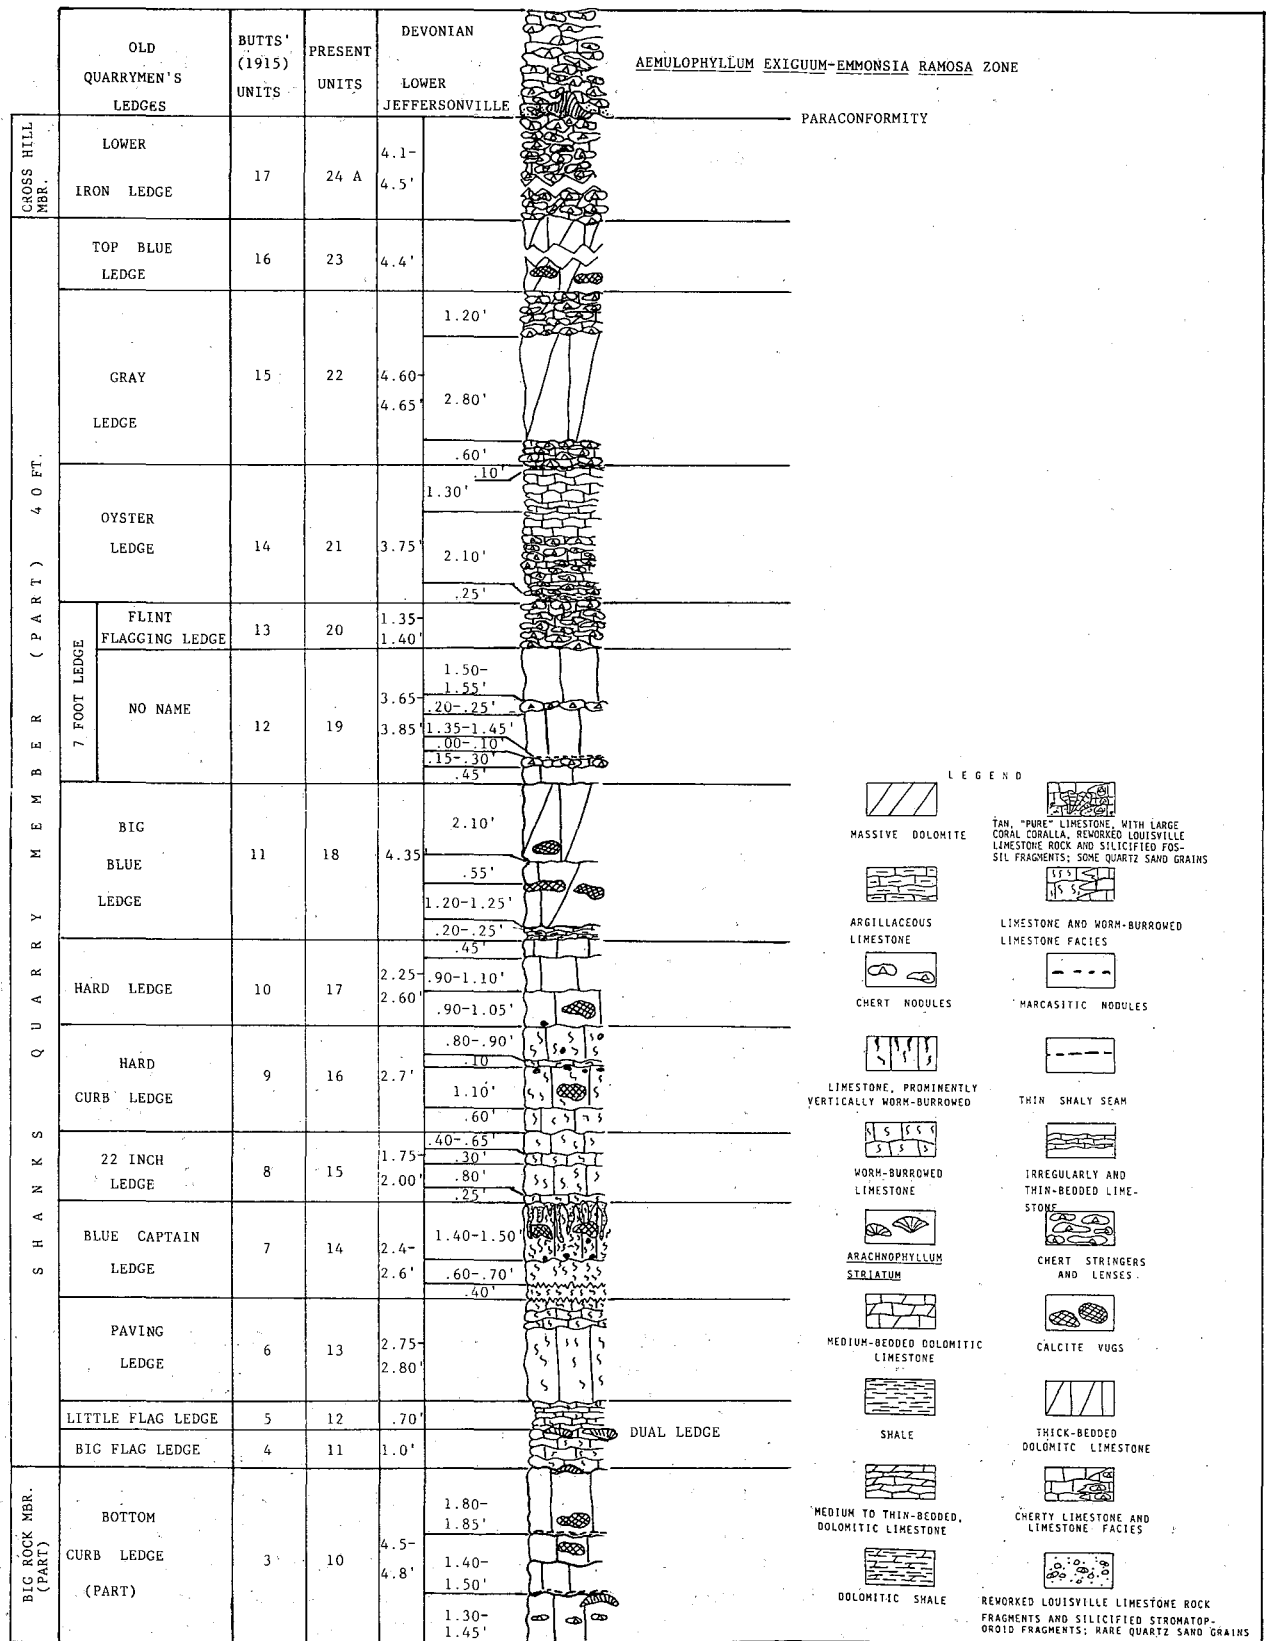 OLD
QUARRYMEN'S
LEDGES
BUTTS'
(1915)
UNITS
PRESENT
UNITS
DEVONIAN
LOWER
JEFFERSONVILLE
AEMULOPHYLLUM EXIGUUM-EMMONSIA RAMOSA ZONE
PARACONFORMITY
CROSS HILL
MBR.
LOWER
IRON LEDGE
17
24 A
4.1-
4.5'
SHANKS QUARRY MEMBER (PART) 40 FT.
TOP BLUE
LEDGE
16
23
4.4'
GRAY
LEDGE
15
22
4.60-
4.65'
1.20'
2.80'
.60'
OYSTER
LEDGE
14
21
3.75'
.10'
1.30'
2.10'
.25'
7 FOOT LEDGE
FLINT
FLAGGING LEDGE
13
20
1.35-
1.40'
NO NAME
12
19
3.65-
3.85'
1.50-
1.55'
.20-.25'
1.35-1.45'
.00-.10'
.15-.30'
.45'
BIG
BLUE
LEDGE
11
18
4.35'
2.10'
.55'
1.20-1.25'
.20-.25'
HARD LEDGE
10
17
2.25-
2.60'
.45'
.90-1.10'
.90-1.05'
HARD
CURB LEDGE
9
16
2.7'
.80-.90'
.10
1.10'
.60'
22 INCH
LEDGE
8
15
1.75-
2.00'
.40-.65'
.30'
.80'
.25'
BLUE CAPTAIN
LEDGE
7
14
2.4-
2.6'
1.40-1.50'
.60-.70'
.40'
PAVING
LEDGE
6
13
2.75-
2.80'
LITTLE FLAG LEDGE
5
12
.70'
BIG FLAG LEDGE
4
11
1.0'
DUAL LEDGE
BIG ROCK MBR.
(PART)
BOTTOM
CURB LEDGE
(PART)
3
10
4.5-
4.8'
1.80-
1.85'
1.40-
1.50'
1.30-
1.45'
LEGEND
MASSIVE DOLOMITE
TAN, "PURE" LIMESTONE, WITH LARGE
CORAL CORALLA, REWORKED LOUISVILLE
LIMESTONE ROCK AND SILICIFIED FOS-
SIL FRAGMENTS; SOME QUARTZ SAND GRAINS
ARGILLACEOUS
LIMESTONE
LIMESTONE AND WORM-BURROWED
LIMESTONE FACIES
CHERT NODULES
MARCASITIC NODULES
LIMESTONE, PROMINENTLY
VERTICALLY WORM-BURROWED
THIN SHALY SEAM
WORM-BURROWED
LIMESTONE
IRREGULARLY AND
THIN-BEDDED LIME-
STONE
ARACHNOPHYLLUM
STRIATUM
CHERT STRINGERS
AND LENSES
MEDIUM-BEDDED DOLOMITIC
LIMESTONE
CALCITE VUGS
SHALE
THICK-BEDDED
DOLOMITC LIMESTONE
MEDIUM TO THIN-BEDDED,
DOLOMITIC LIMESTONE
CHERTY LIMESTONE AND
LIMESTONE FACIES
DOLOMITIC SHALE
REWORKED LOUISVILLE LIMESTONE ROCK
FRAGMENTS AND SILICIFIED STROMATOP-
OROID FRAGMENTS; RARE QUARTZ SAND GRAINS